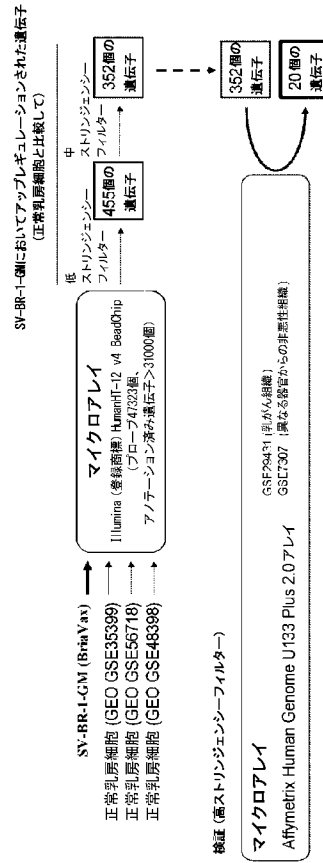 SV-BR-1-GMにおいてアップレギュレーションされた遺伝子
(正常乳房細胞と比較して)
低
ストリンジェンシー
フィルター
中
ストリンジェンシー
フィルター
SV-BR-1-GM (BriaVax)
正常乳房細胞 (GEO GSE35399)
正常乳房細胞 (GEO GSE56718)
正常乳房細胞 (GEO GSE48398)
マイクロアレイ
Illumina (登録商標) HumanHT-12 v4 BeadChip
(プローブ47323個、
アノテーション済み遺伝子>31000個)
455個の
遺伝子
352個の
遺伝子
検証 (高ストリンジェンシーフィルター)
マイクロアレイ
Affymetrix Human Genome U133 Plus 2.0アレイ
GSE29431 (乳がん組織)
GSE7307 (異なる器官からの非悪性組織)
352個の
遺伝子
20個の
遺伝子